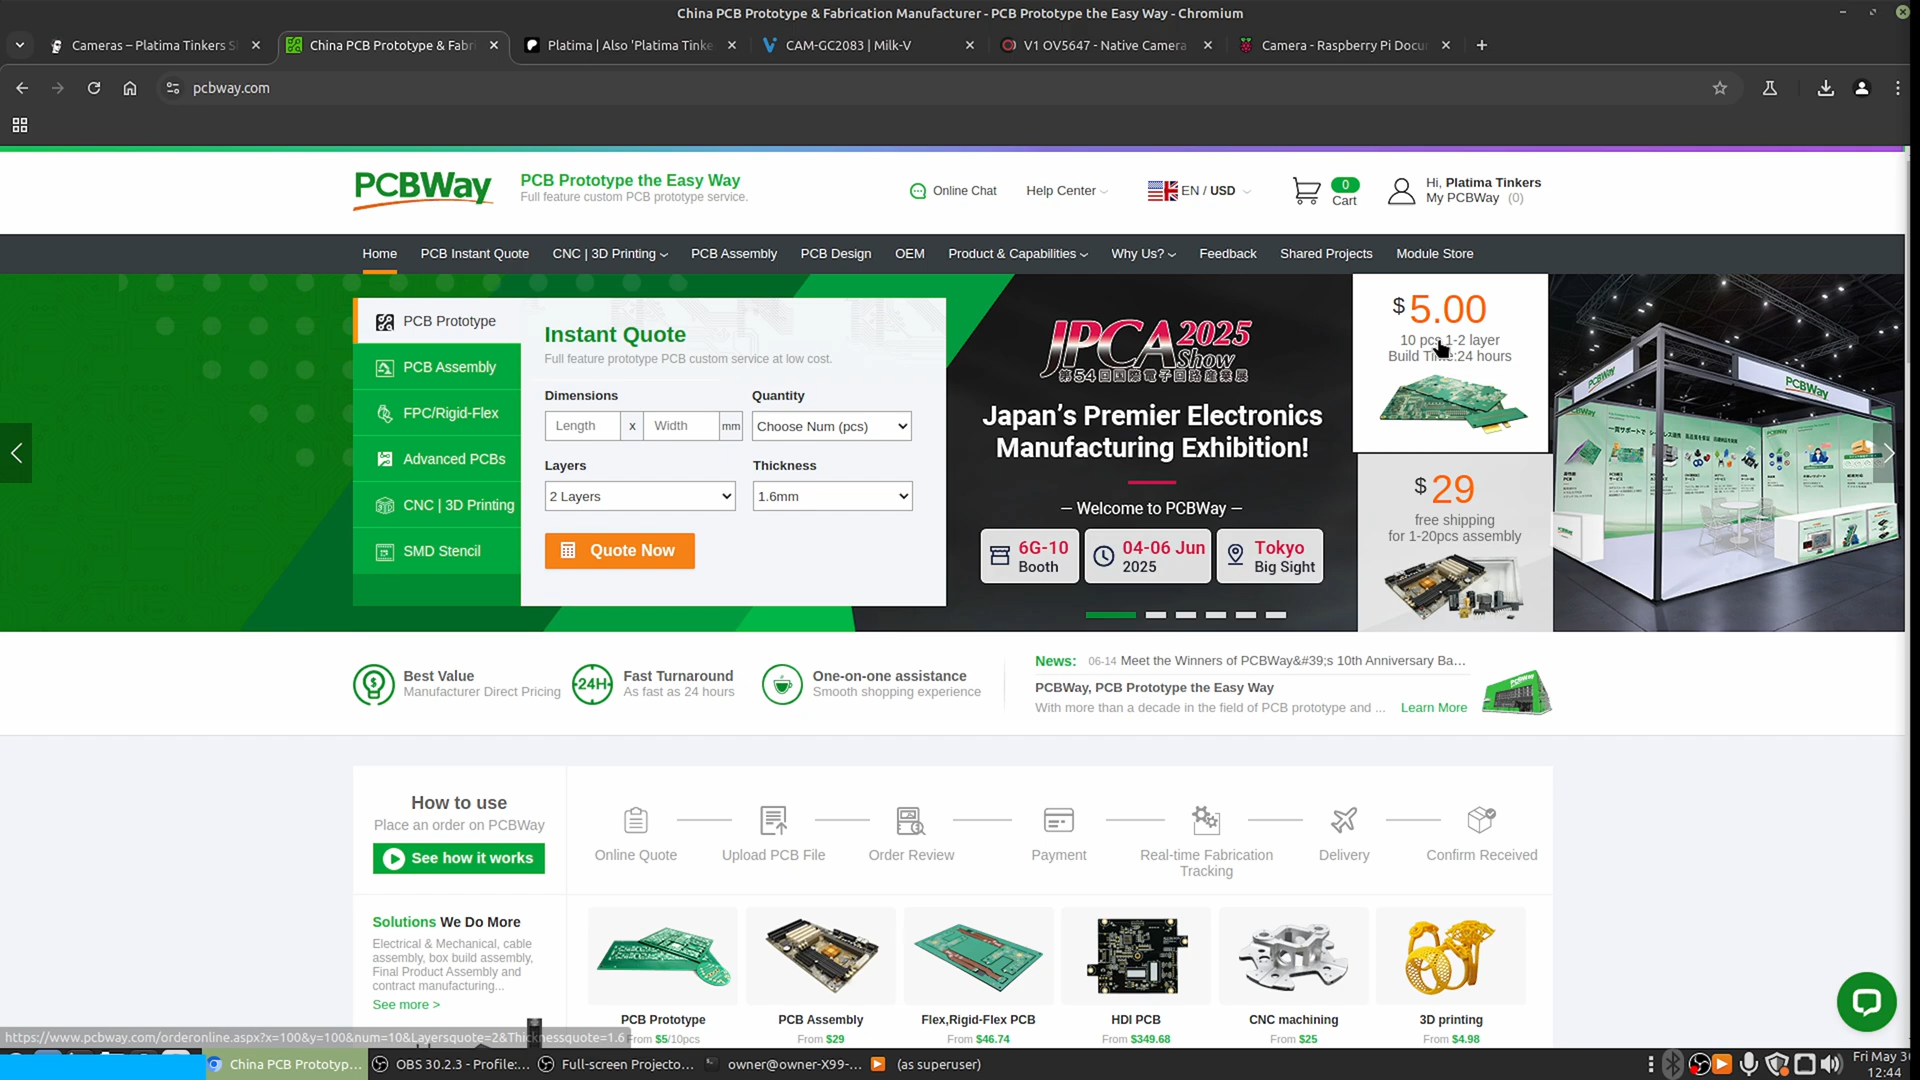 China PCB Prototype & Fabrication Manufacturer - PCB Prototype the Easy Way - Chromium
Cameras – Platima Tinkers S
China PCB Prototype & Fabri
Platima | Also 'Platima Tinke
CAM-GC2083 | Milk-V
V1 OV5647 - Native Camera
Camera - Raspberry Pi Docu
pcbway.com
PCBWay
PCB Prototype the Easy Way
Full feature custom PCB prototype service.
Online Chat
Help Center
EN / USD
0
Cart
Hi, Platima Tinkers
My PCBWay (0)
Home
PCB Instant Quote
CNC | 3D Printing
PCB Assembly
PCB Design
OEM
Product & Capabilities
Why Us?
Feedback
Shared Projects
Module Store
PCB Prototype
PCB Assembly
FPC/Rigid-Flex
Advanced PCBs
CNC | 3D Printing
SMD Stencil
Instant Quote
Full feature prototype PCB custom service at low cost.
Dimensions
Quantity
Length
x
Width
mm
Choose Num (pcs)
Layers
Thickness
2 Layers
1.6mm
Quote Now
JPCA 2025
Show
第54回国際電子回路産業展
Japan's Premier Electronics
Manufacturing Exhibition!
— Welcome to PCBWay —
6G-10
Booth
04-06 Jun
2025
Tokyo
Big Sight
$ 5.00
10 pcs 1-2 layer
Build Time:24 hours
$ 29
free shipping
for 1-20pcs assembly
PCBWay
PCBWay
Best Value
Manufacturer Direct Pricing
24H
Fast Turnaround
As fast as 24 hours
One-on-one assistance
Smooth shopping experience
News:
06-14 Meet the Winners of PCBWay&#39;s 10th Anniversary Ba...
PCBWay, PCB Prototype the Easy Way
With more than a decade in the field of PCB prototype and ...
Learn More
How to use
Place an order on PCBWay
See how it works
Online Quote
Upload PCB File
Order Review
Payment
Real-time Fabrication
Tracking
Delivery
Confirm Received
Solutions We Do More
Electrical & Mechanical, cable
assembly, box build assembly,
Final Product Assembly and
contract manufacturing...
See more >
PCB Prototype
From $5/10pcs
PCB Assembly
From $29
Flex,Rigid-Flex PCB
From $46.74
HDI PCB
From $349.68
CNC machining
From $25
3D printing
From $4.98
https://www.pcbway.com/orderonline.aspx?x=100&y=100&num=10&Layersquote=2&Thicknessquote=1.6
China PCB Prototyp...
OBS 30.2.3 - Profile:...
Full-screen Projecto...
owner@owner-X99-...
(as superuser)
Fri May 30
12:44